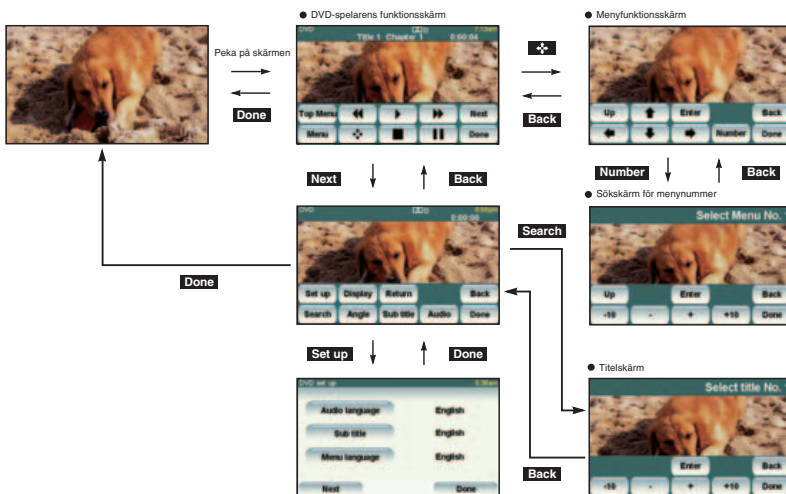 DVD-spelarens funktionsskärm
Menyfunktionsskärm
Peka på skärmen
Done
DVD
Title 1 Chapter 1
0:00:04
7:13am
Top Menu
Next
Menu
Done
Back
Up
Enter
Back
Number
Done
Next
Back
Number
Back
Sökskärm för menynummer
DVD
0:00:00
Set up
Display
Return
Back
Search
Angle
Sub title
Audio
Done
Search
Select Menu No.
Up
Enter
Back
-10
-
+
+10
Done
Done
Set up
Done
Titelskärm
DVD set up
Audio language
English
Sub title
English
Menu language
English
Next
Done
Back
Select title No.
Enter
Back
-10
-
+
+10
Done